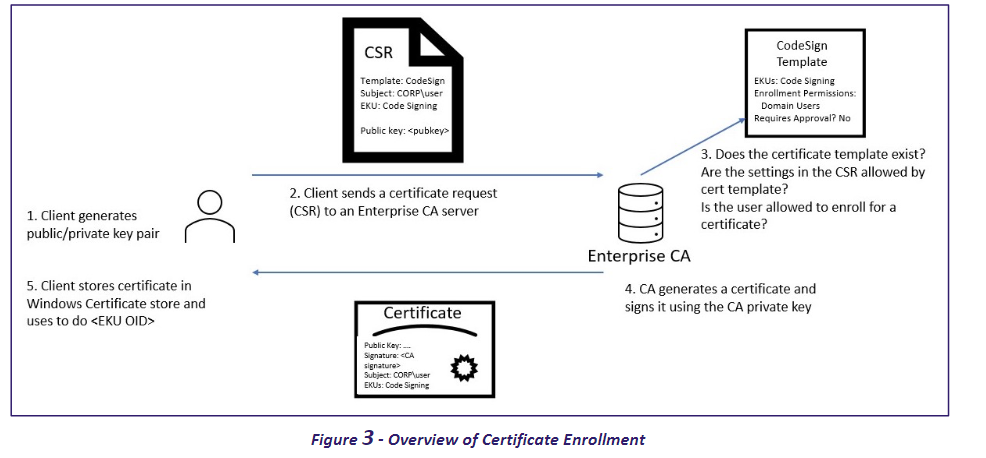 CSR
Template: CodeSign
Subject: CORP\user
EKU: Code Signing
Public key: <pubkey>
CodeSign
Template
EKUs: Code Signing
Enrollment Permissions:
Domain Users
Requires Approval? No
1. Client generates
public/private key pair
2. Client sends a certificate request
(CSR) to an Enterprise CA server
3. Does the certificate template exist?
Are the settings in the CSR allowed by
cert template?
Is the user allowed to enroll for a
certificate?
Enterprise CA
4. CA generates a certificate and
signs it using the CA private key
5. Client stores certificate in
Windows Certificate store and
uses to do <EKU OID>
Certificate
Public Key: ....
Signature: <CA
signature>
Subject: CORP\user
EKUs: Code Signing
Figure 3 - Overview of Certificate Enrollment